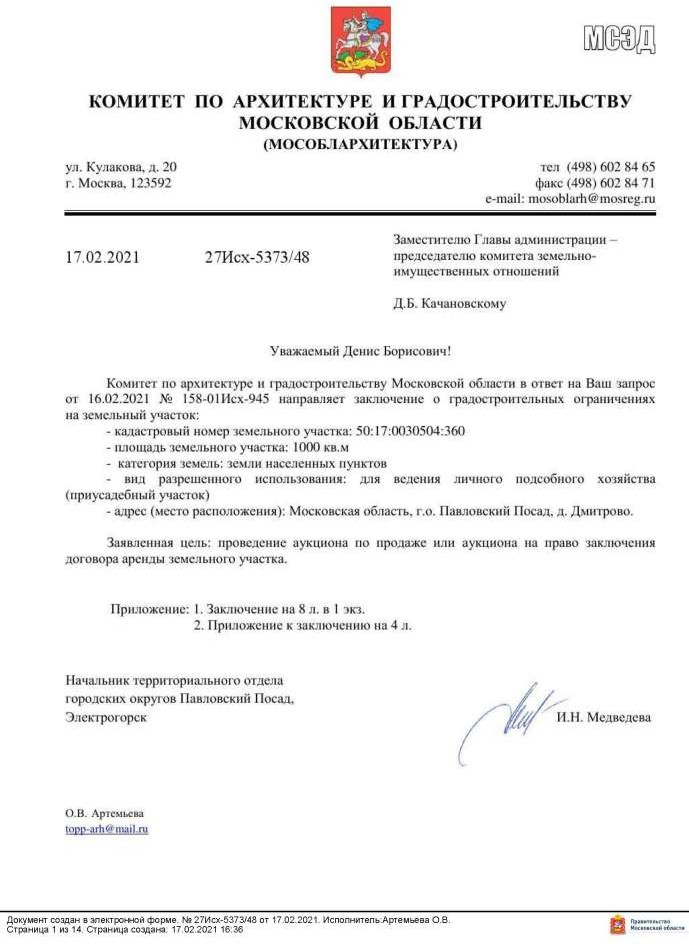 МСЭД
КОМИТЕТ ПО АРХИТЕКТУРЕ И ГРАДОСТРОИТЕЛЬСТВУ
МОСКОВСКОЙ ОБЛАСТИ
(МОСОБЛАРХИТЕКТУРА)
ул. Кулакова, д. 20
г. Москва, 123592
тел (498) 602 84 65
факс (498) 602 84 71
e-mail: mosoblarh@mosreg.ru
17.02.2021
27Исх-5373/48
Заместителю Главы администрации –
председателю комитета земельно-
имущественных отношений
Д.Б. Качановскому
Уважаемый Денис Борисович!
Комитет по архитектуре и градостроительству Московской области в ответ на Ваш запрос
от 16.02.2021 № 158-01Исх-945 направляет заключение о градостроительных ограничениях
на земельный участок:
- кадастровый номер земельного участка: 50:17:0030504:360
- площадь земельного участка: 1000 кв.м
- категория земель: земли населенных пунктов
- вид разрешенного использования: для ведения личного подсобного хозяйства
(приусадебный участок)
- адрес (место расположения): Московская область, г.о. Павловский Посад, д. Дмитрово.
Заявленная цель: проведение аукциона по продаже или аукциона на право заключения
договора аренды земельного участка.
Приложение: 1. Заключение на 8 л. в 1 экз.
2. Приложение к заключению на 4 л.
Начальник территориального отдела
городских округов Павловский Посад,
Электрогорск
И.Н. Медведева
О.В. Артемьева
topp-arh@mail.ru
Документ создан в электронной форме. № 27Исх-5373/48 от 17.02.2021. Исполнитель:Артемьева О.В.
Страница 1 из 14. Страница создана: 17.02.2021 16:36
Правительство
Московской области